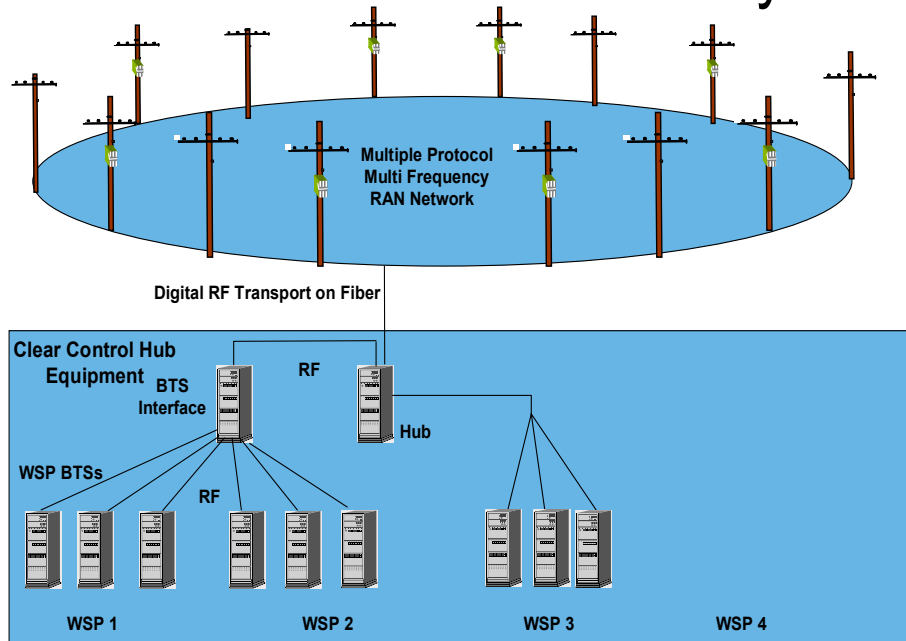 Multiple Protocol
Multi Frequency
RAN Network
Digital RF Transport on Fiber
Clear Control Hub
Equipment
BTS
Interface
RF
Hub
WSP BTSs
RF
WSP 1
WSP 2
WSP 3
WSP 4